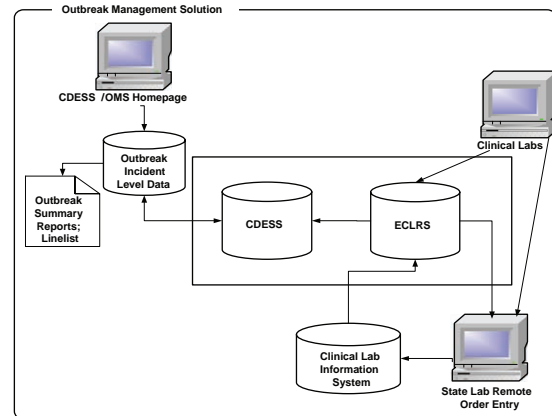 Outbreak Management Solution
CDESS /OMS Homepage
Clinical Labs
Outbreak
Incident
Level Data
Outbreak
Summary
Reports;
Linelist
CDESS
ECLRS
Clinical Lab
Information
System
State Lab Remote
Order Entry